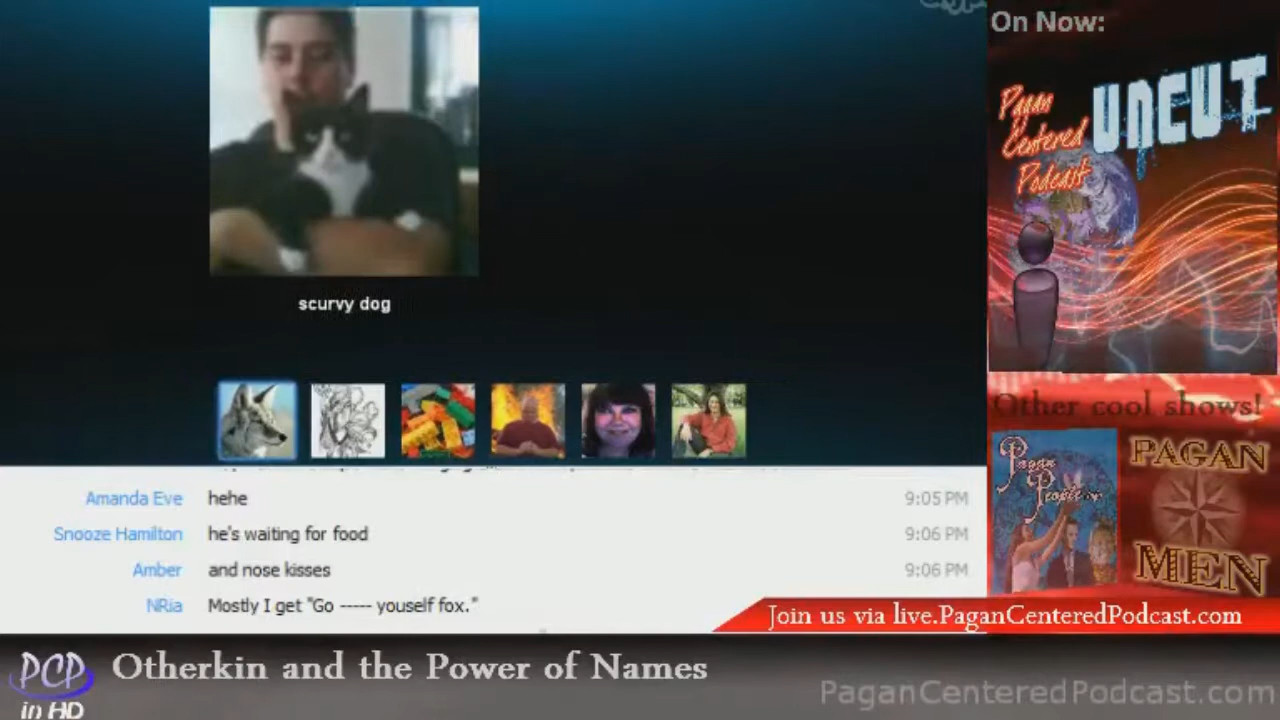 On Now:
Pagan
Centered
Podcast
UNCUT
scurvy dog
Other cool shows!
Pagan
People
PAGAN
MEN
Amanda Eve hehe 9:05 PM
Snooze Hamilton he's waiting for food 9:06 PM
Amber and nose kisses 9:06 PM
NRia Mostly I get "Go ----- youself fox."
Join us via live.PaganCenteredPodcast.com
PCP
in HD
Otherkin and the Power of Names
PaganCenteredPodcast.com